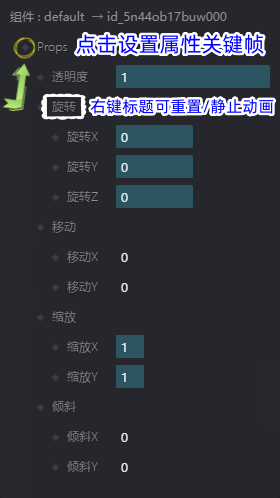 组件 : default → id_5n44ob17buw000
Props 点击设置属性关键帧
透明度 1
旋转 右键标题可重置/静止动画
旋转X 0
旋转Y 0
旋转Z 0
移动
移动X 0
移动Y 0
缩放
缩放X 1
缩放Y 1
倾斜
倾斜X 0
倾斜Y 0